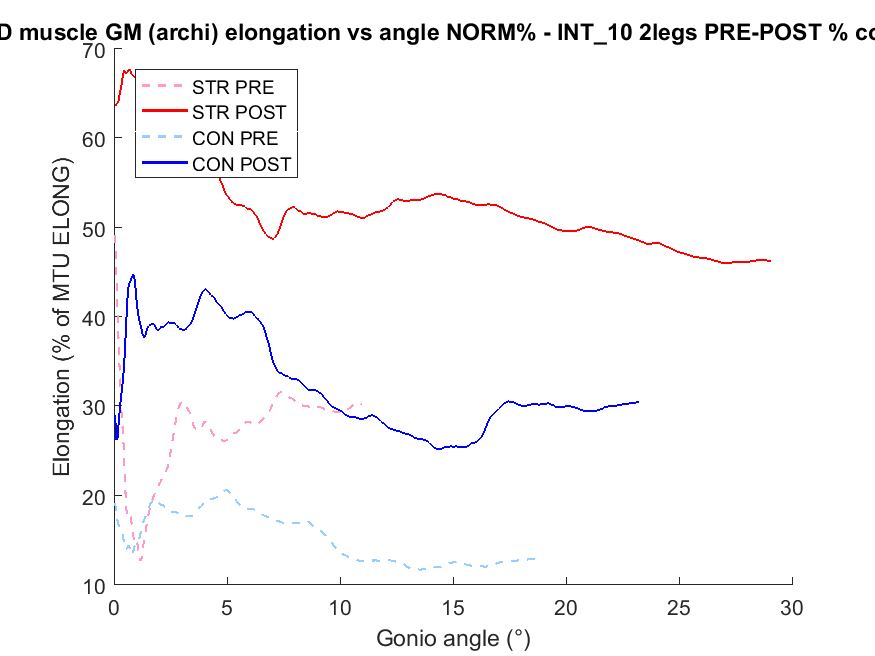 D muscle GM (archi) elongation vs angle NORM% - INT_10 2legs PRE-POST % co
70
60
50
40
30
20
10
Elongation (% of MTU ELONG)
STR PRE
STR POST
CON PRE
CON POST
0 5 10 15 20 25 30
Gonio angle (°)